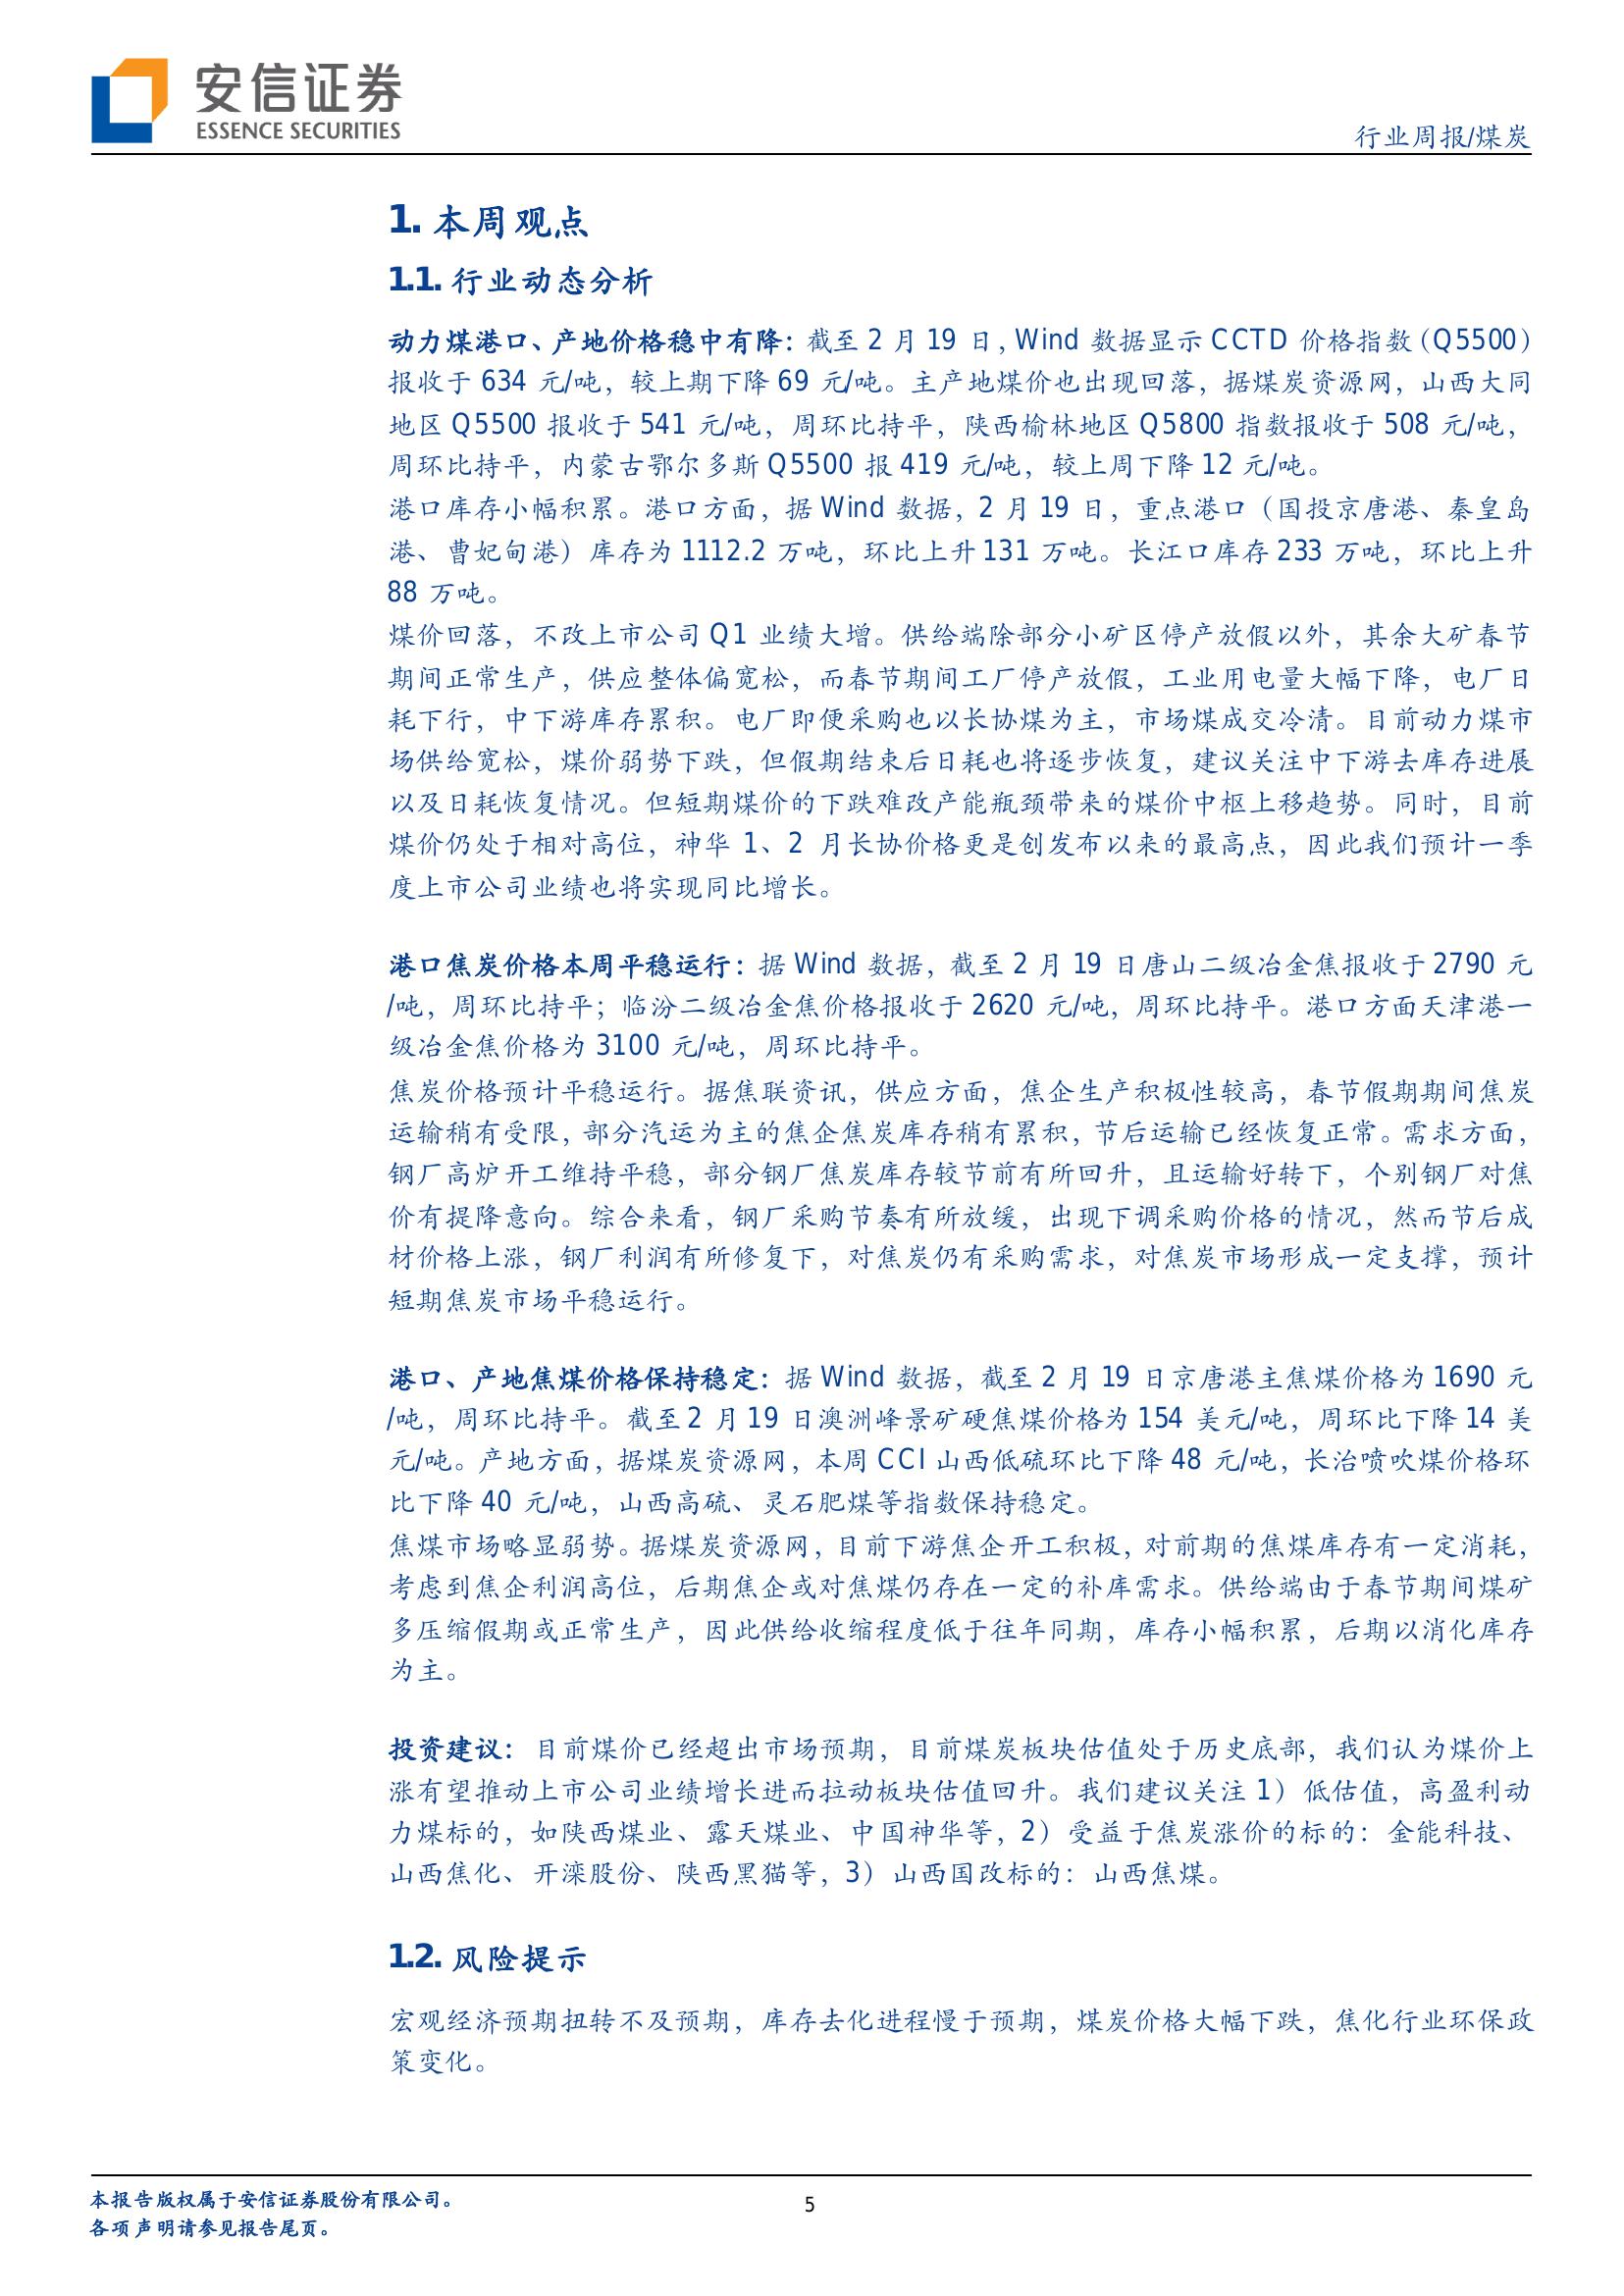 安信证券
ESSENCE SECURITIES
行业周报/煤炭
1. 本周观点
1.1. 行业动态分析
动力煤港口、产地价格稳中有降：截至 2 月 19 日，Wind 数据显示 CCTD 价格指数（Q5500）
报收于 634 元/吨，较上期下降 69 元/吨。主产地煤价也出现回落，据煤炭资源网，山西大同
地区 Q5500 报收于 541 元/吨，周环比持平，陕西榆林地区 Q5800 指数报收于 508 元/吨，
周环比持平，内蒙古鄂尔多斯 Q5500 报 419 元/吨，较上周下降 12 元/吨。
港口库存小幅积累。港口方面，据 Wind 数据，2 月 19 日，重点港口（国投京唐港、秦皇岛
港、曹妃甸港）库存为 1112.2 万吨，环比上升 131 万吨。长江口库存 233 万吨，环比上升
88 万吨。
煤价回落，不改上市公司 Q1 业绩大增。供给端除部分小矿区停产放假以外，其余大矿春节
期间正常生产，供应整体偏宽松，而春节期间工厂停产放假，工业用电量大幅下降，电厂日
耗下行，中下游库存累积。电厂即便采购也以长协煤为主，市场煤成交冷清。目前动力煤市
场供给宽松，煤价弱势下跌，但假期结束后日耗也将逐步恢复，建议关注中下游去库存进展
以及日耗恢复情况。但短期煤价的下跌难改产能瓶颈带来的煤价中枢上移趋势。同时，目前
煤价仍处于相对高位，神华 1、2 月长协价格更是创发布以来的最高点，因此我们预计一季
度上市公司业绩也将实现同比增长。
港口焦炭价格本周平稳运行：据 Wind 数据，截至 2 月 19 日唐山二级冶金焦报收于 2790 元
/吨，周环比持平；临汾二级冶金焦价格报收于 2620 元/吨，周环比持平。港口方面天津港一
级冶金焦价格为 3100 元/吨，周环比持平。
焦炭价格预计平稳运行。据焦联资讯，供应方面，焦企生产积极性较高，春节假期期间焦炭
运输稍有受限，部分汽运为主的焦企焦炭库存稍有累积，节后运输已经恢复正常。需求方面，
钢厂高炉开工维持平稳，部分钢厂焦炭库存较节前有所回升，且运输好转下，个别钢厂对焦
价有提降意向。综合来看，钢厂采购节奏有所放缓，出现下调采购价格的情况，然而节后成
材价格上涨，钢厂利润有所修复下，对焦炭仍有采购需求，对焦炭市场形成一定支撑，预计
短期焦炭市场平稳运行。
港口、产地焦煤价格保持稳定：据 Wind 数据，截至 2 月 19 日京唐港主焦煤价格为 1690 元
/吨，周环比持平。截至 2 月 19 日澳洲峰景矿硬焦煤价格为 154 美元/吨，周环比下降 14 美
元/吨。产地方面，据煤炭资源网，本周 CCI 山西低硫环比下降 48 元/吨，长治喷吹煤价格环
比下降 40 元/吨，山西高硫、灵石肥煤等指数保持稳定。
焦煤市场略显弱势。据煤炭资源网，目前下游焦企开工积极，对前期的焦煤库存有一定消耗，
考虑到焦企利润高位，后期焦企或对焦煤仍存在一定的补库需求。供给端由于春节期间煤矿
多压缩假期或正常生产，因此供给收缩程度低于往年同期，库存小幅积累，后期以消化库存
为主。
投资建议：目前煤价已经超出市场预期，目前煤炭板块估值处于历史底部，我们认为煤价上
涨有望推动上市公司业绩增长进而拉动板块估值回升。我们建议关注 1）低估值，高盈利动
力煤标的，如陕西煤业、露天煤业、中国神华等，2）受益于焦炭涨价的标的：金能科技、
山西焦化、开滦股份、陕西黑猫等，3）山西国改标的：山西焦煤。
1.2. 风险提示
宏观经济预期扭转不及预期，库存去化进程慢于预期，煤炭价格大幅下跌，焦化行业环保政
策变化。
本报告版权属于安信证券股份有限公司。
各项声明请参见报告尾页。
5